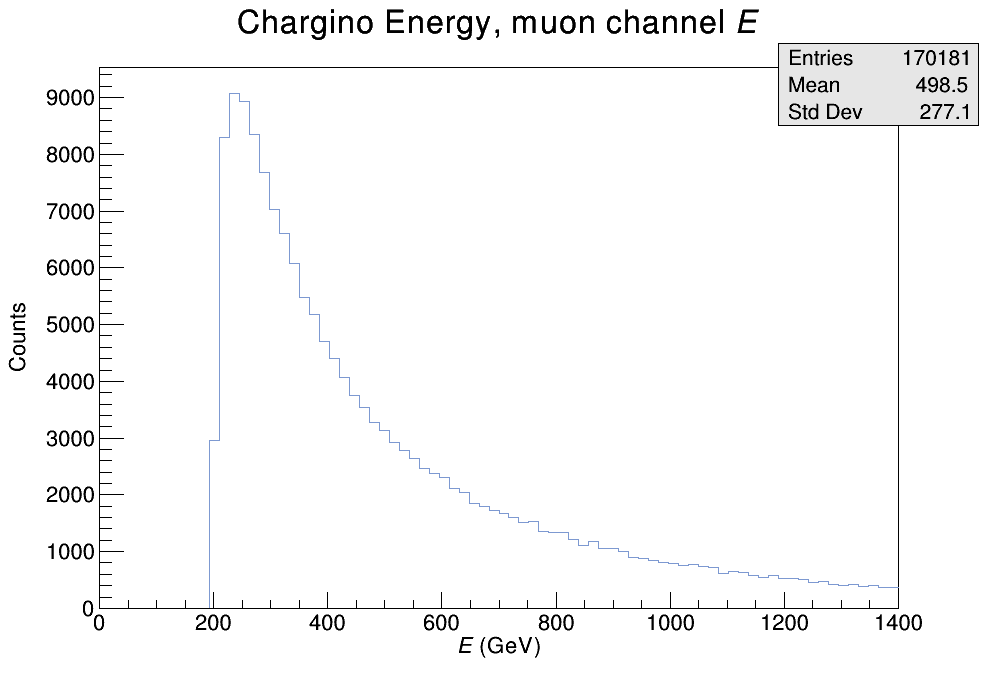 Chargino Energy, muon channel E
Entries 170181
Mean 498.5
Std Dev 277.1
9000
8000
7000
6000
5000
4000
3000
2000
1000
0
Counts
0 200 400 600 800 1000 1200 1400
E (GeV)